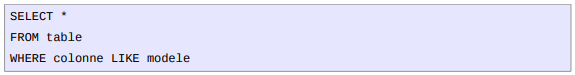 SELECT *
FROM table
WHERE colonne LIKE modele